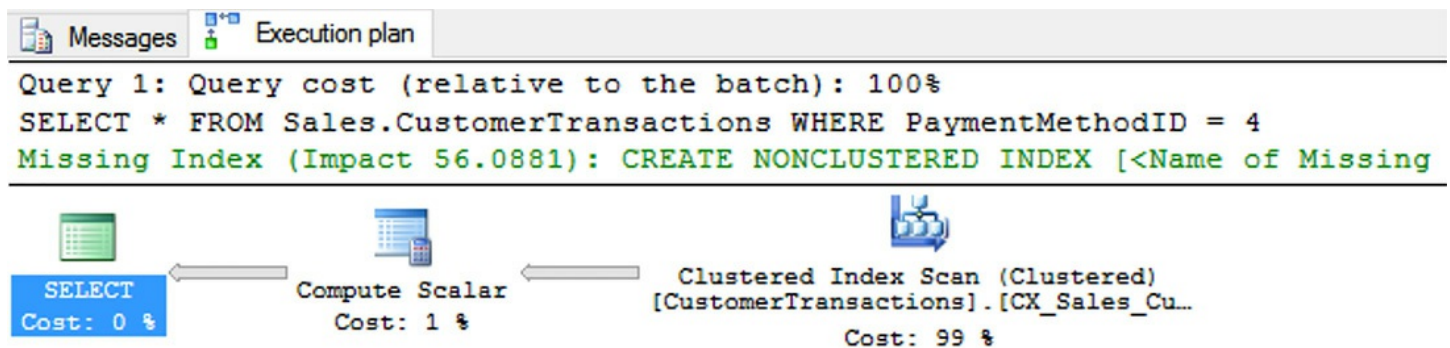 Messages Execution plan
Query 1: Query cost (relative to the batch): 100%
SELECT * FROM Sales.CustomerTransactions WHERE PaymentMethodID = 4
Missing Index (Impact 56.0881): CREATE NONCLUSTERED INDEX [<Name of Missing
SELECT
Cost: 0 %
Compute Scalar
Cost: 1 %
Clustered Index Scan (Clustered)
[CustomerTransactions].[CX_Sales_Cu…
Cost: 99 %